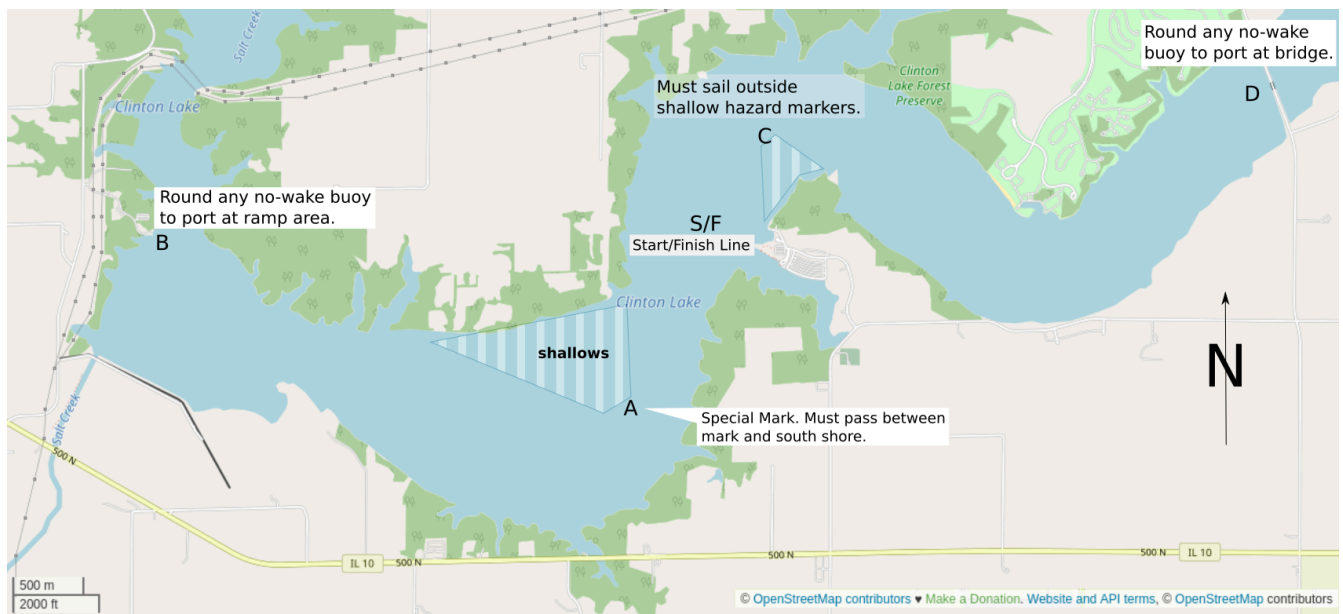 Salt Creek
Clinton Lake
Round any no-wake buoy
to port at ramp area.
B
Must sail outside
shallow hazard markers.
C
Clinton
Lake Forest
Preserve
Round any no-wake
buoy to port at bridge.
D
S/F
Start/Finish Line
Clinton Lake
shallows
A
Special Mark. Must pass between
mark and south shore.
N
Salt Creek
500 N
IL 10
500 N
500 N
IL 10
500 N
500 m
2000 ft
© OpenStreetMap contributors ♥ Make a Donation. Website and API terms, © OpenStreetMap contributors